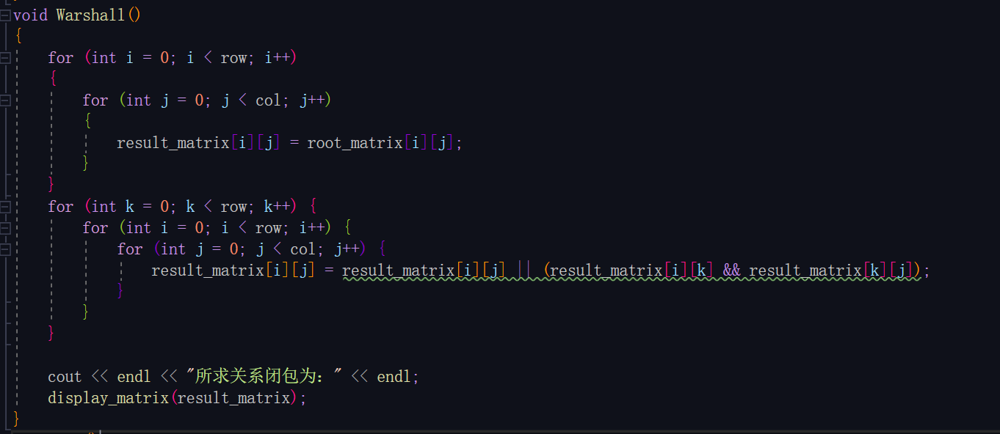 void Warshall()
{
    for (int i = 0; i < row; i++)
    {
        for (int j = 0; j < col; j++)
        {
            result_matrix[i][j] = root_matrix[i][j];
        }
    }
    for (int k = 0; k < row; k++) {
        for (int i = 0; i < row; i++) {
            for (int j = 0; j < col; j++) {
                result_matrix[i][j] = result_matrix[i][j] || (result_matrix[i][k] && result_matrix[k][j]);
            }
        }
    }
    cout << endl << "所求关系闭包为：" << endl;
    display_matrix(result_matrix);
}